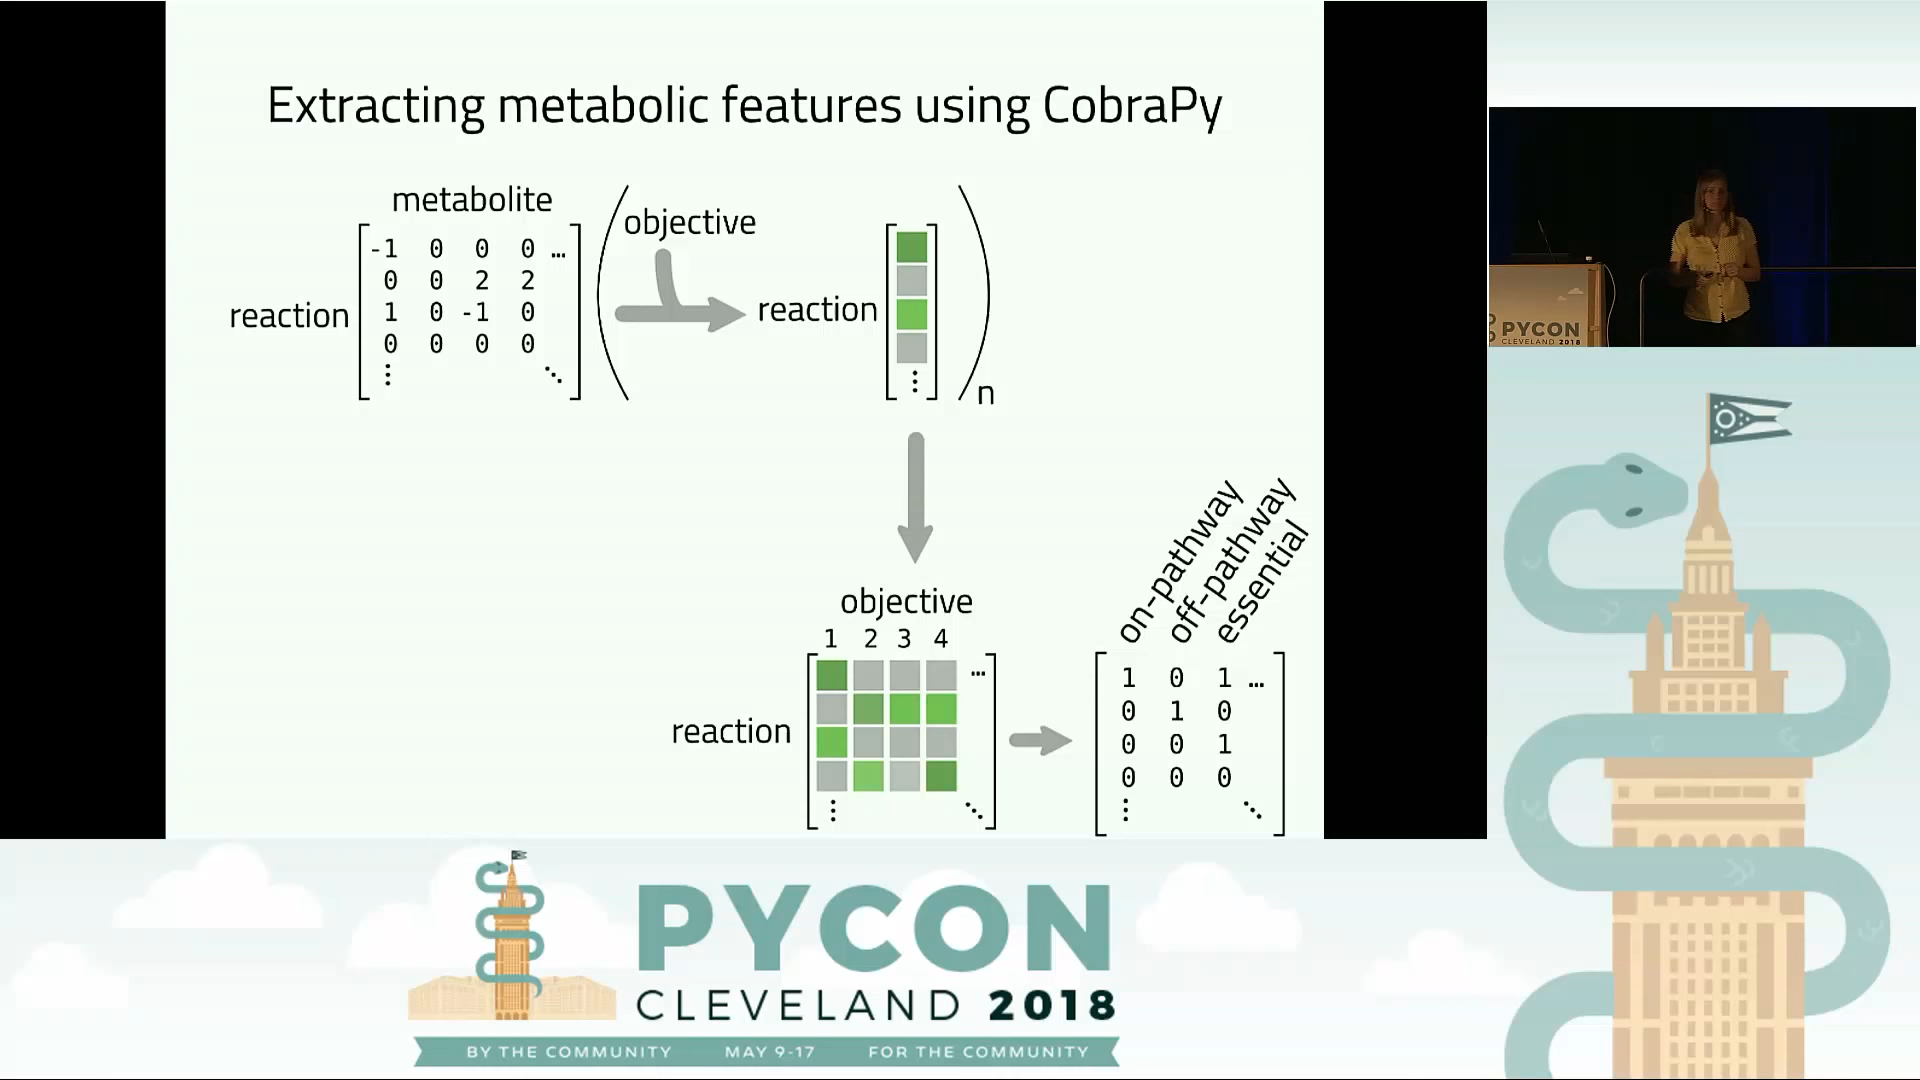 Extracting metabolic features using CobraPy
metabolite
objective
-1 0 0 0 …
0 0 2 2
reaction
1 0 -1 0
0 0 0 0
⋮ ⋱
reaction
⋮
n
objective
1 2 3 4
…
reaction
⋮ ⋱
on-pathway
off-pathway
essential
1 0 1 …
0 1 0
0 0 1
0 0 0
⋮ ⋱
PYCON
CLEVELAND 2018
PYCON
CLEVELAND 2018
BY THE COMMUNITY MAY 9-17 FOR THE COMMUNITY